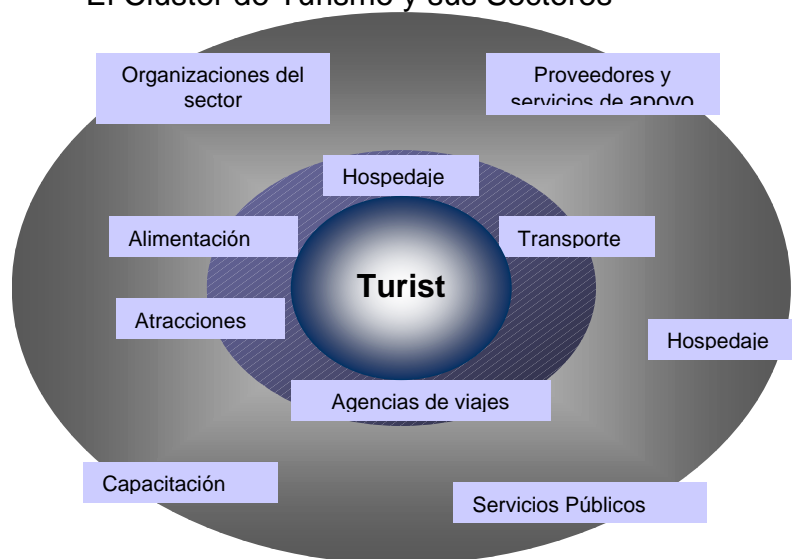 El Clúster de Turismo y sus Sectores
Organizaciones del
sector
Proveedores y
servicios de apoyo
Hospedaje
Alimentación
Transporte
Turist
Atracciones
Hospedaje
Agencias de viajes
Capacitación
Servicios Públicos